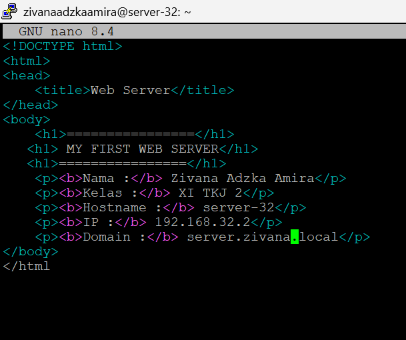 zivanaadzkaamira@server-32: ~
GNU nano 8.4
<!DOCTYPE html>
<html>
<head>
<title>Web Server</title>
</head>
<body>
<h1>================</h1>
<h1> MY FIRST WEB SERVER</h1>
<h1>================</h1>
<p><b>Nama :</b> Zivana Adzka Amira</p>
<p><b>Kelas :</b> XI TKJ 2</p>
<p><b>Hostname :</b> server-32</p>
<p><b>IP :</b> 192.168.32.2</p>
<p><b>Domain :</b> server.zivana.local</p>
</body>
</html